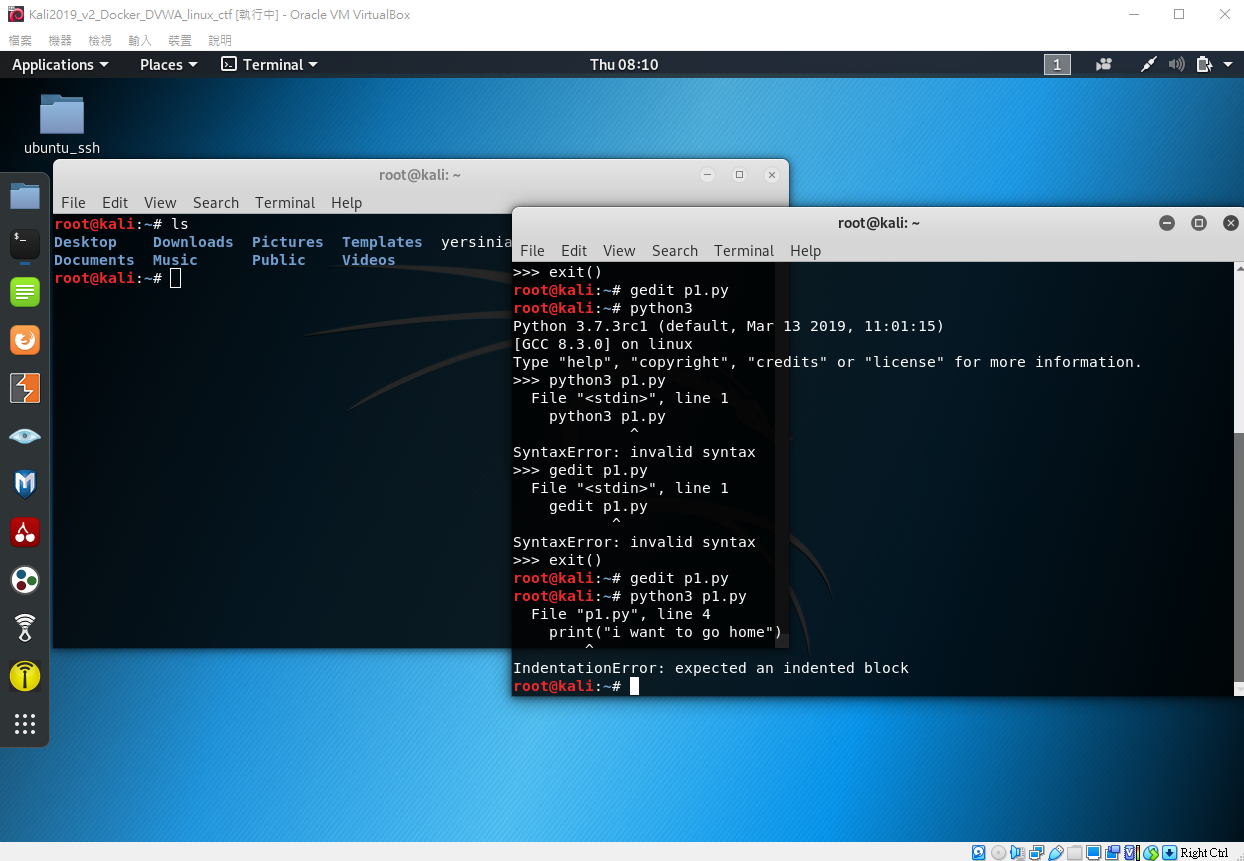 Kali2019_v2_Docker_DVWA_linux_ctf [執行中] - Oracle VM VirtualBox
檔案 機器 檢視 輸入 裝置 說明
Applications Places Terminal Thu 08:10 1
ubuntu_ssh
root@kali: ~
File Edit View Search Terminal Help
root@kali:~# ls
Desktop Downloads Pictures Templates yersinia
Documents Music Public Videos
root@kali:~#
root@kali: ~
File Edit View Search Terminal Help
>>> exit()
root@kali:~# gedit p1.py
root@kali:~# python3
Python 3.7.3rc1 (default, Mar 13 2019, 11:01:15)
[GCC 8.3.0] on linux
Type "help", "copyright", "credits" or "license" for more information.
>>> python3 p1.py
File "<stdin>", line 1
python3 p1.py
^
SyntaxError: invalid syntax
>>> gedit p1.py
File "<stdin>", line 1
gedit p1.py
^
SyntaxError: invalid syntax
>>> exit()
root@kali:~# gedit p1.py
root@kali:~# python3 p1.py
File "p1.py", line 4
print("i want to go home")
^
IndentationError: expected an indented block
root@kali:~#
Right Ctrl